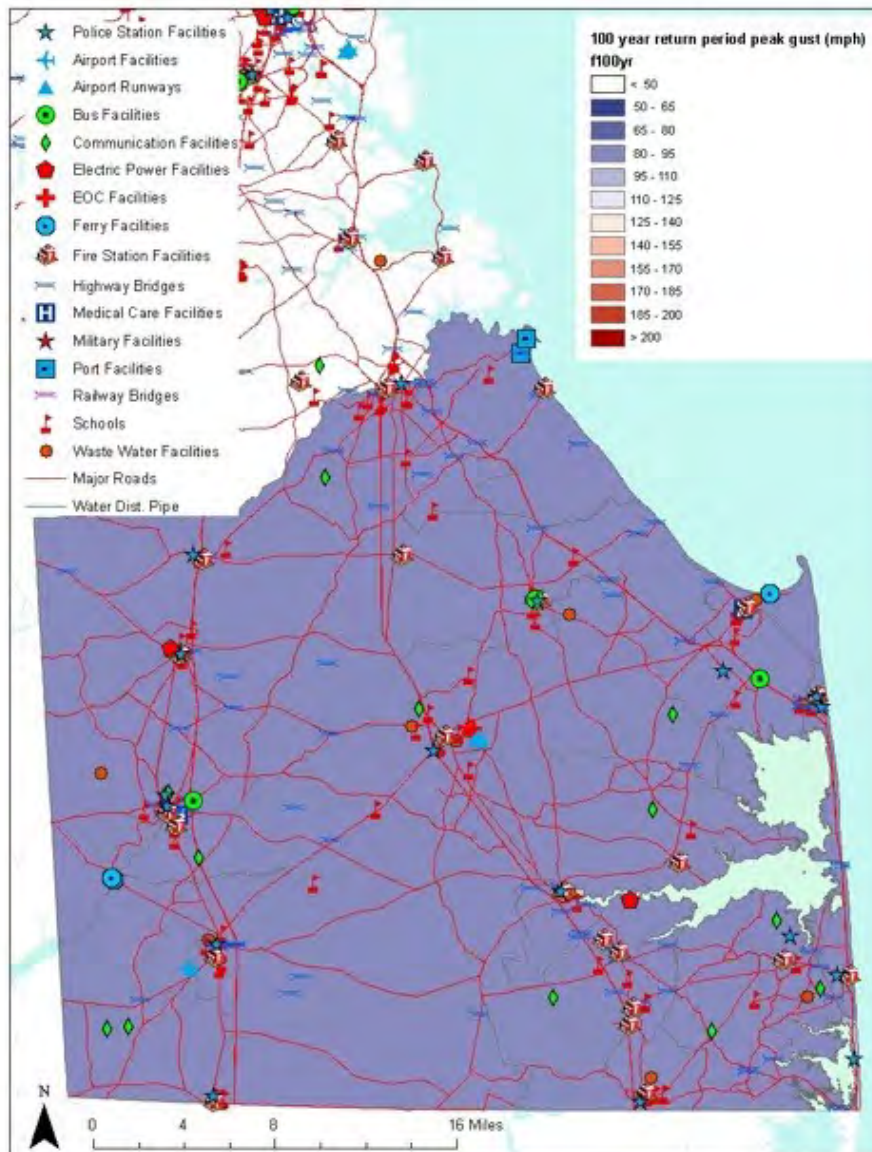 Police Station Facilities
Airport Facilities
Airport Runways
Bus Facilities
Communication Facilities
Electric Power Facilities
EOC Facilities
Ferry Facilities
Fire Station Facilities
Highway Bridges
H Medical Care Facilities
Military Facilities
Port Facilities
Railway Bridges
Schools
Waste Water Facilities
Major Roads
Water Dist. Pipe
100 year return period peak gust (mph)
f100yr
< 50
50 - 65
65 - 80
80 - 95
95 - 110
110 - 125
125 - 140
140 - 155
155 - 170
170 - 185
185 - 200
> 200
N
0 4 8 16 Miles